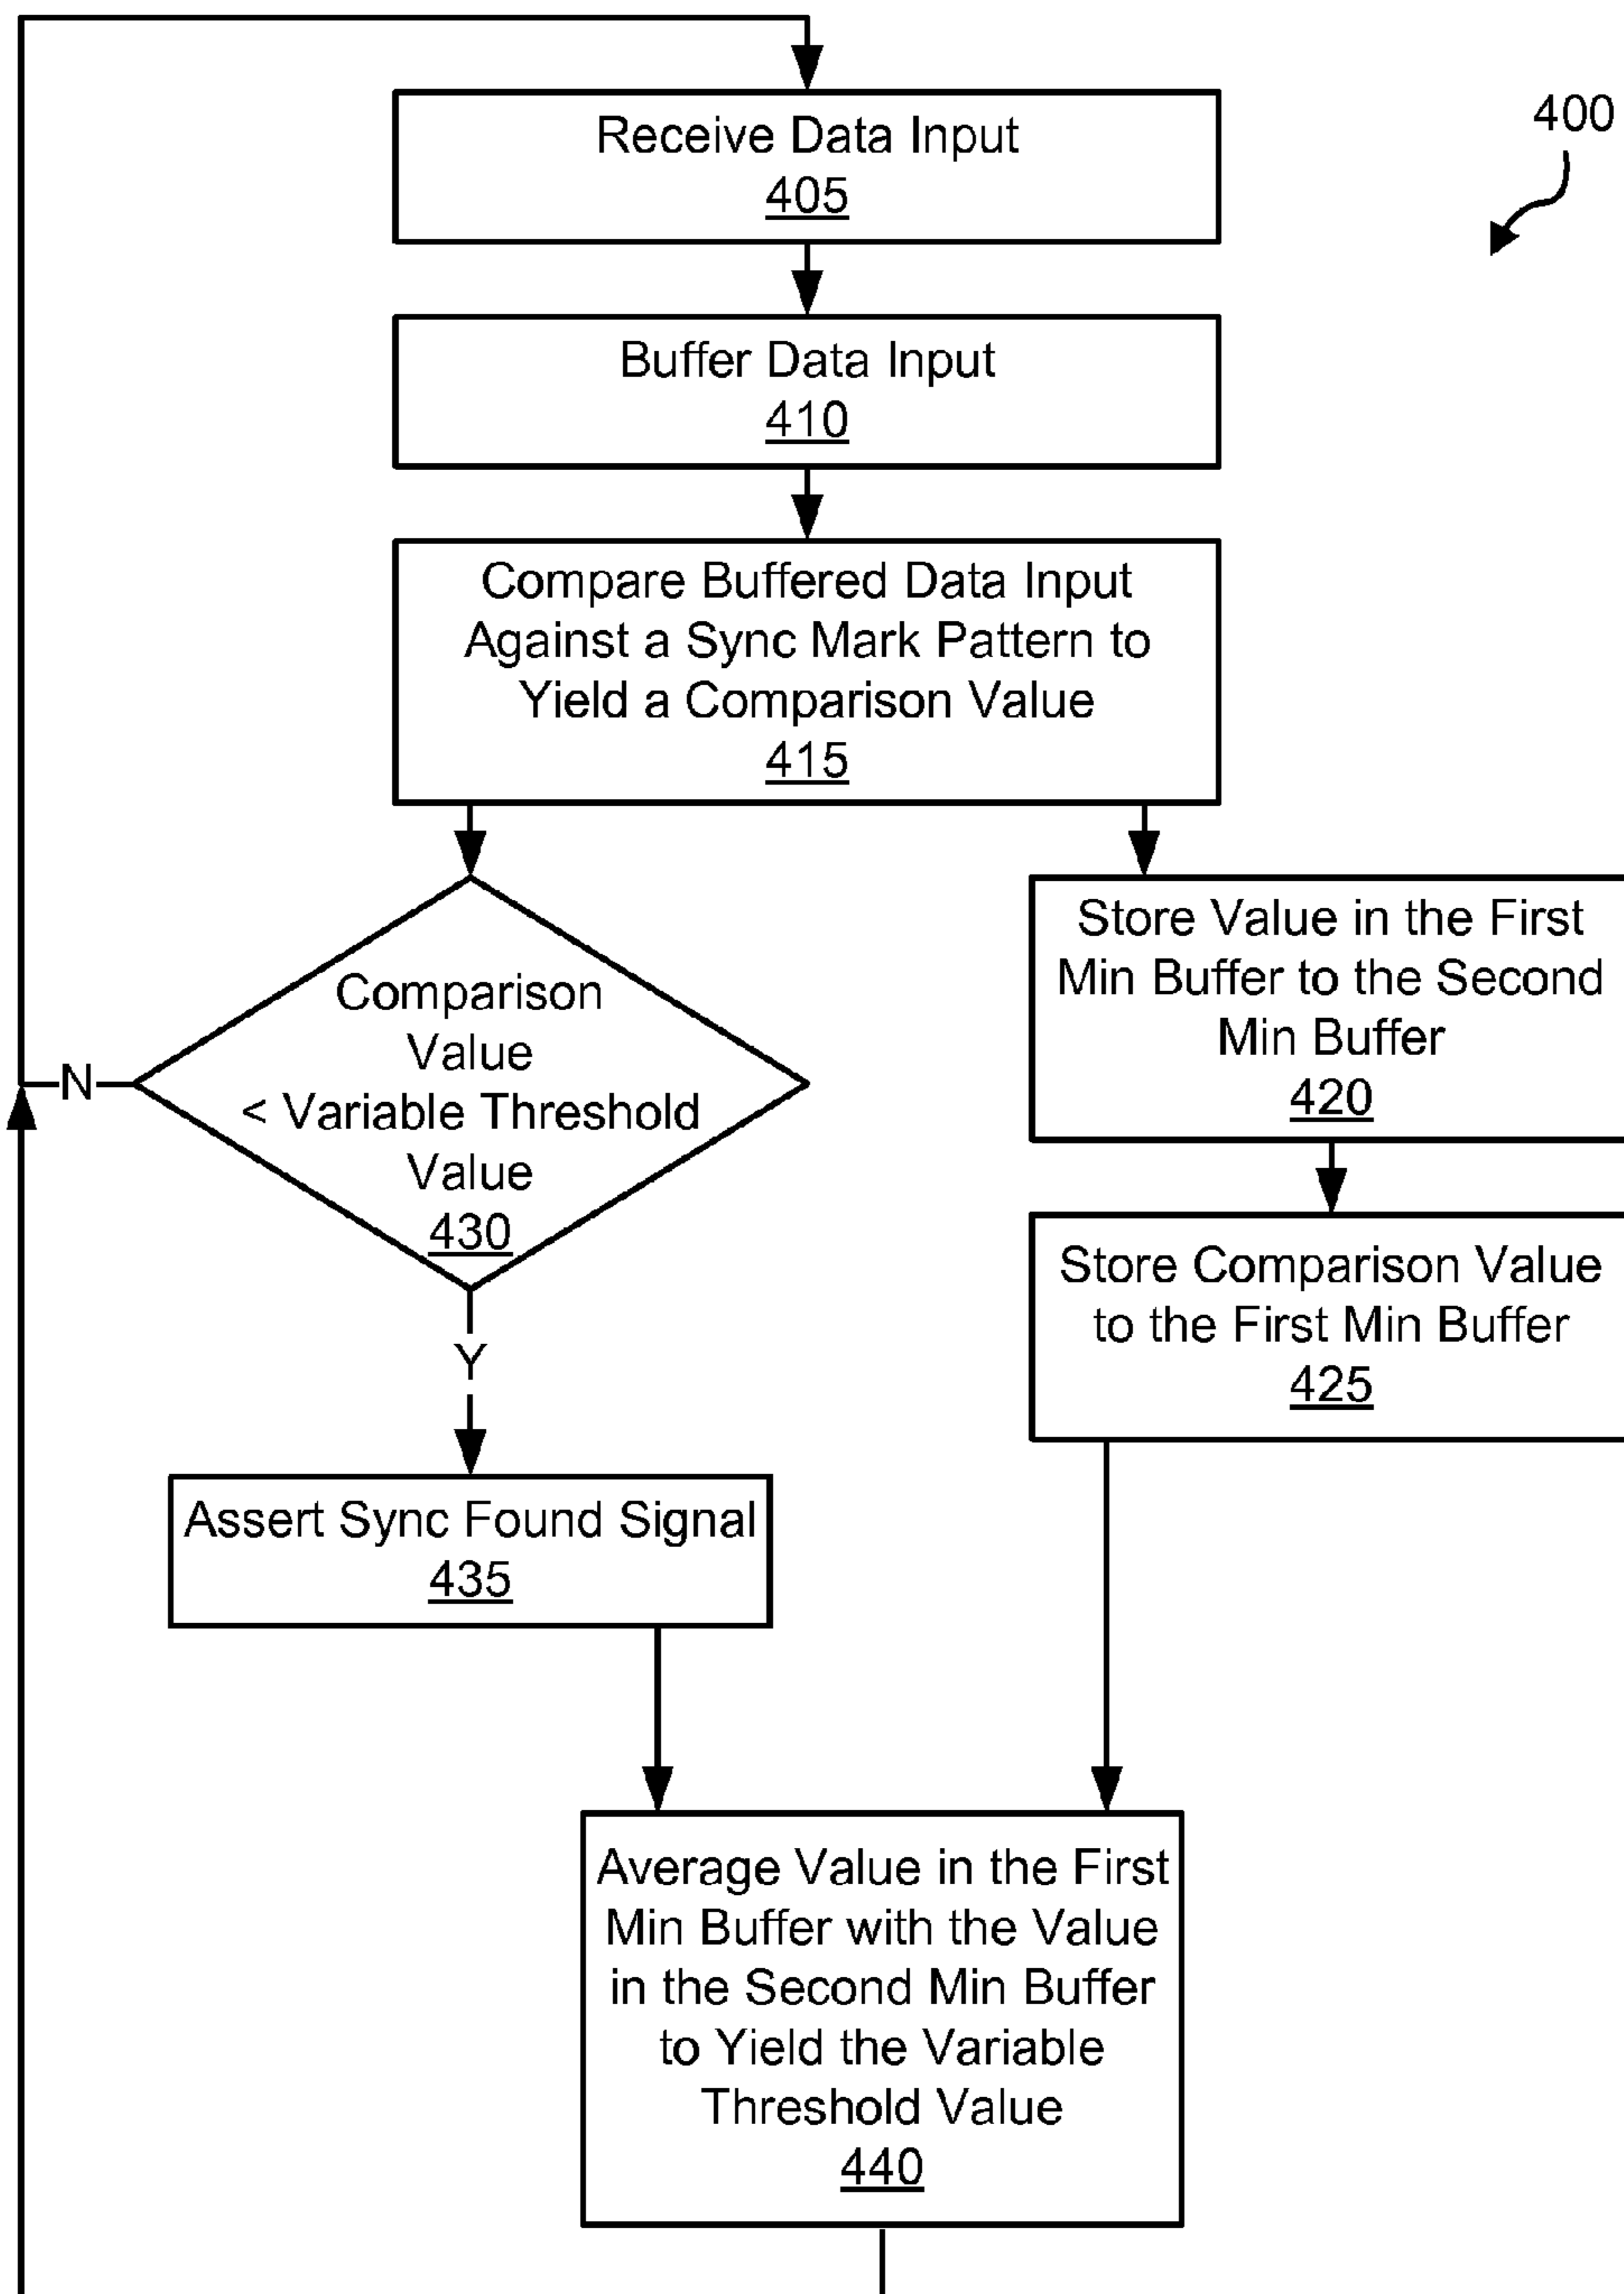 400
Receive Data Input
405
Buffer Data Input
410
Compare Buffered Data Input
Against a Sync Mark Pattern to
Yield a Comparison Value
415
Comparison
Value
< Variable Threshold
Value
430
N
Y
Store Value in the First
Min Buffer to the Second
Min Buffer
420
Store Comparison Value
to the First Min Buffer
425
Assert Sync Found Signal
435
Average Value in the First
Min Buffer with the Value
in the Second Min Buffer
to Yield the Variable
Threshold Value
440